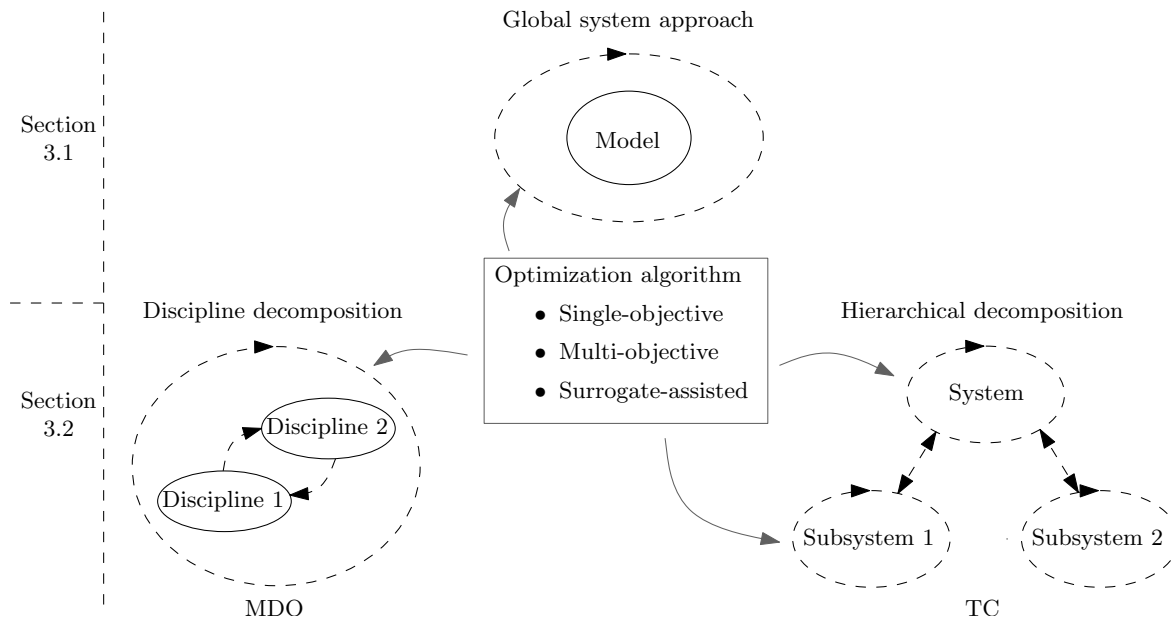 Global system approach
Section
3.1
Model
Optimization algorithm
• Single-objective
• Multi-objective
• Surrogate-assisted
Section
3.2
Discipline decomposition
Discipline 2
Discipline 1
MDO
Hierarchical decomposition
System
Subsystem 1
Subsystem 2
TC